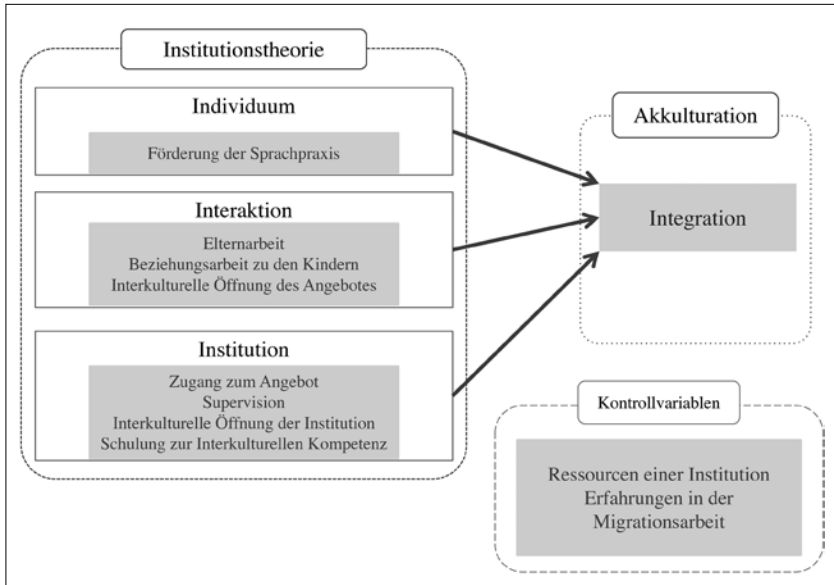 Institutionstheorie
Individuum
Förderung der Sprachpraxis
Interaktion
Elternarbeit
Beziehungsarbeit zu den Kindern
Interkulturelle Öffnung des Angebotes
Institution
Zugang zum Angebot
Supervision
Interkulturelle Öffnung der Institution
Schulung zur Interkulturellen Kompetenz
Akkulturation
Integration
Kontrollvariablen
Ressourcen einer Institution
Erfahrungen in der
Migrationsarbeit